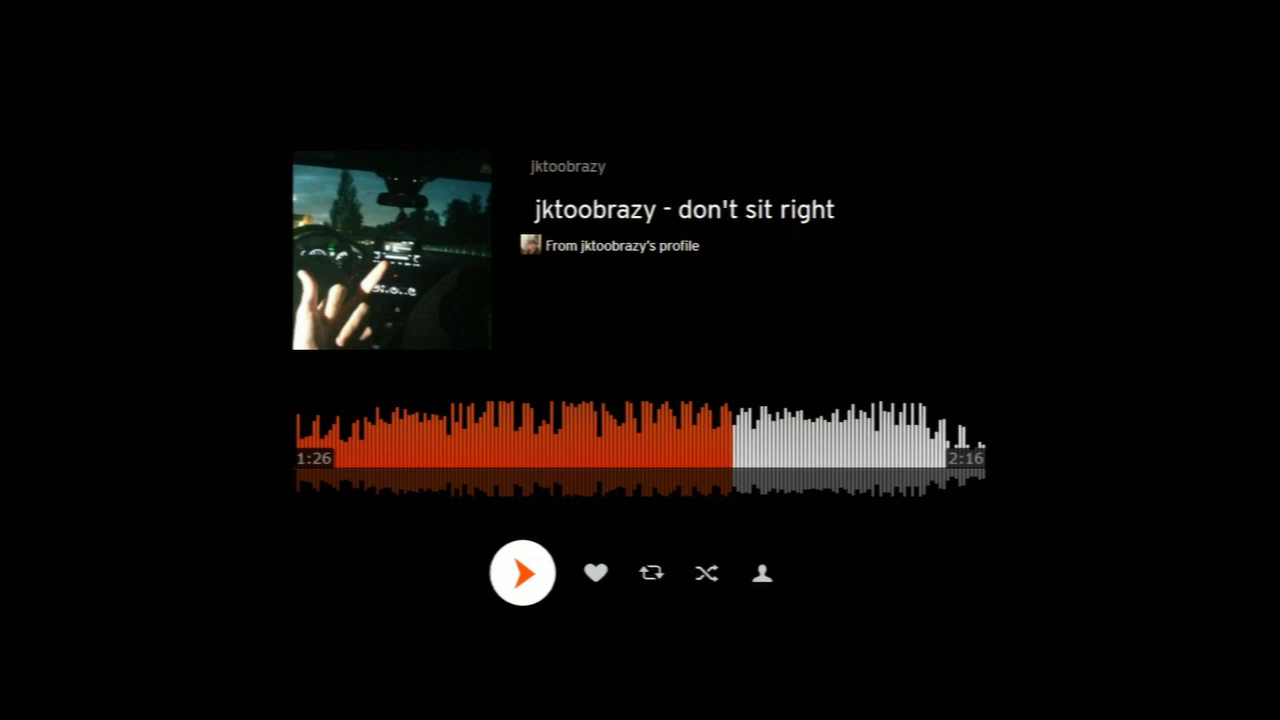 jktoobrazy
jktoobrazy - don't sit right
From jktoobrazy's profile
1:26
2:16